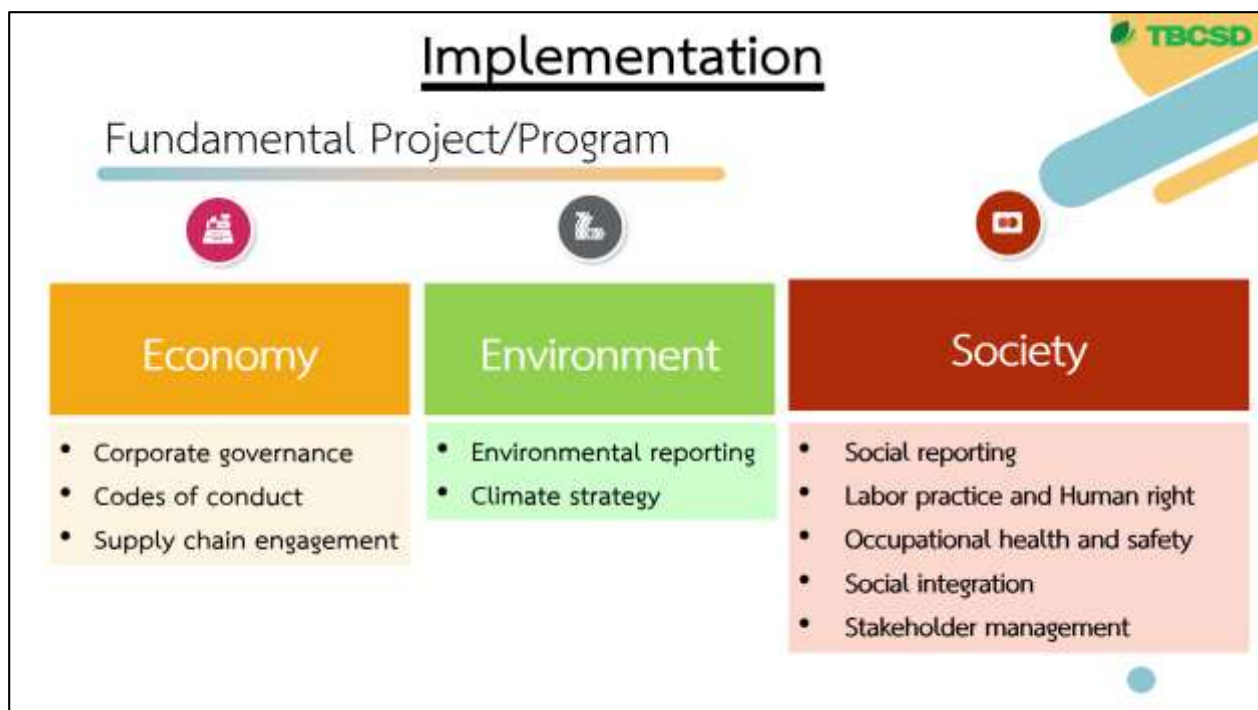 TBCSD
Implementation
Fundamental Project/Program
Economy
• Corporate governance
• Codes of conduct
• Supply chain engagement
Environment
• Environmental reporting
• Climate strategy
Society
• Social reporting
• Labor practice and Human right
• Occupational health and safety
• Social integration
• Stakeholder management